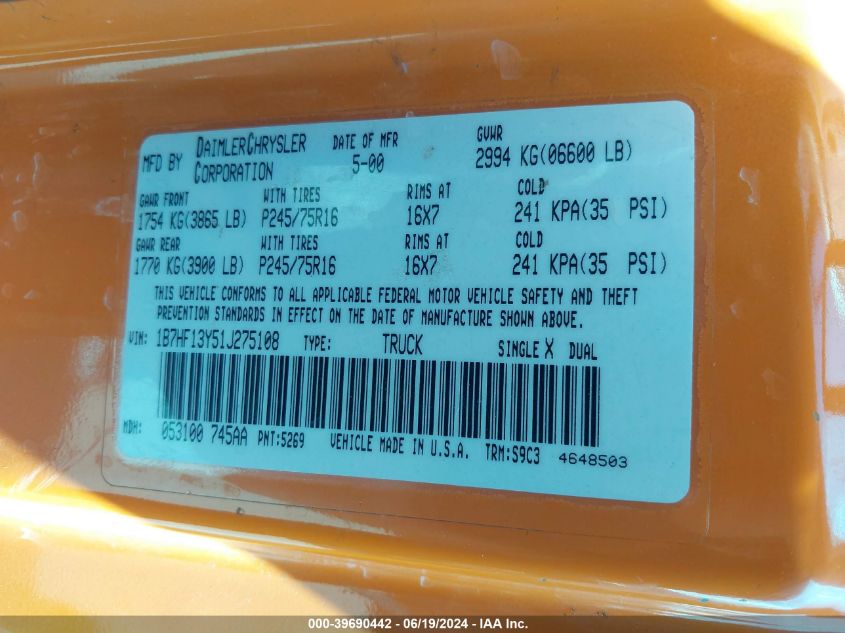 MFD BY DAIMLERCHRYSLER CORPORATION DATE OF MFR 5-00 GVWR 2994 KG(06600 LB)
GAWR FRONT WITH TIRES RIMS AT COLD
1754 KG(3865 LB) P245/75R16 16X7 241 KPA(35 PSI)
GAWR REAR WITH TIRES RIMS AT COLD
1770 KG(3900 LB) P245/75R16 16X7 241 KPA(35 PSI)
THIS VEHICLE CONFORMS TO ALL APPLICABLE FEDERAL MOTOR VEHICLE SAFETY AND THEFT
PREVENTION STANDARDS IN EFFECT ON THE DATE OF MANUFACTURE SHOWN ABOVE.
VIN: 1B7HF13Y51J275108 TYPE: TRUCK SINGLE X DUAL
MDH: 053100 745AA PNT:5269 VEHICLE MADE IN U.S.A. TRM:S9C3 4648503
000-39690442 - 06/19/2024 - IAA Inc.